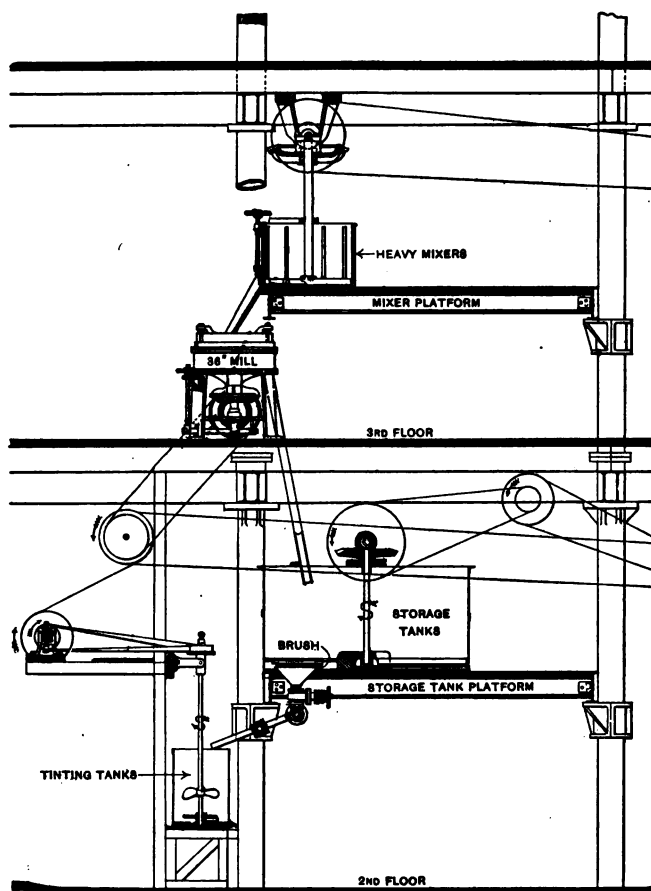 HEAVY MIXERS
MIXER PLATFORM
36" MILL
3RD FLOOR
STORAGE
TANKS
BRUSH
STORAGE TANK PLATFORM
TINTING TANKS
2ND FLOOR